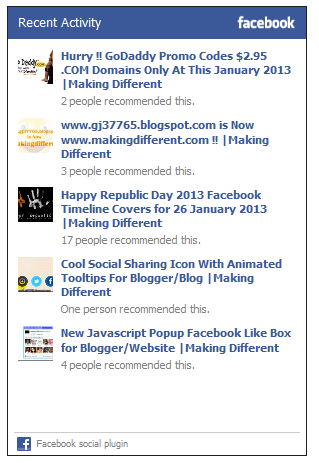 Recent Activity facebook
Hurry !! GoDaddy Promo Codes $2.95
.COM Domains Only At This January 2013
|Making Different
2 people recommended this.
www.gj37765.blogspot.com is Now
www.makingdifferent.com !! |Making
Different
3 people recommended this.
Happy Republic Day 2013 Facebook
Timeline Covers for 26 January 2013
|Making Different
17 people recommended this.
Cool Social Sharing Icon With Animated
Tooltips For Blogger/Blog |Making
Different
One person recommended this.
New Javascript Popup Facebook Like Box
for Blogger/Website |Making Different
4 people recommended this.
Facebook social plugin